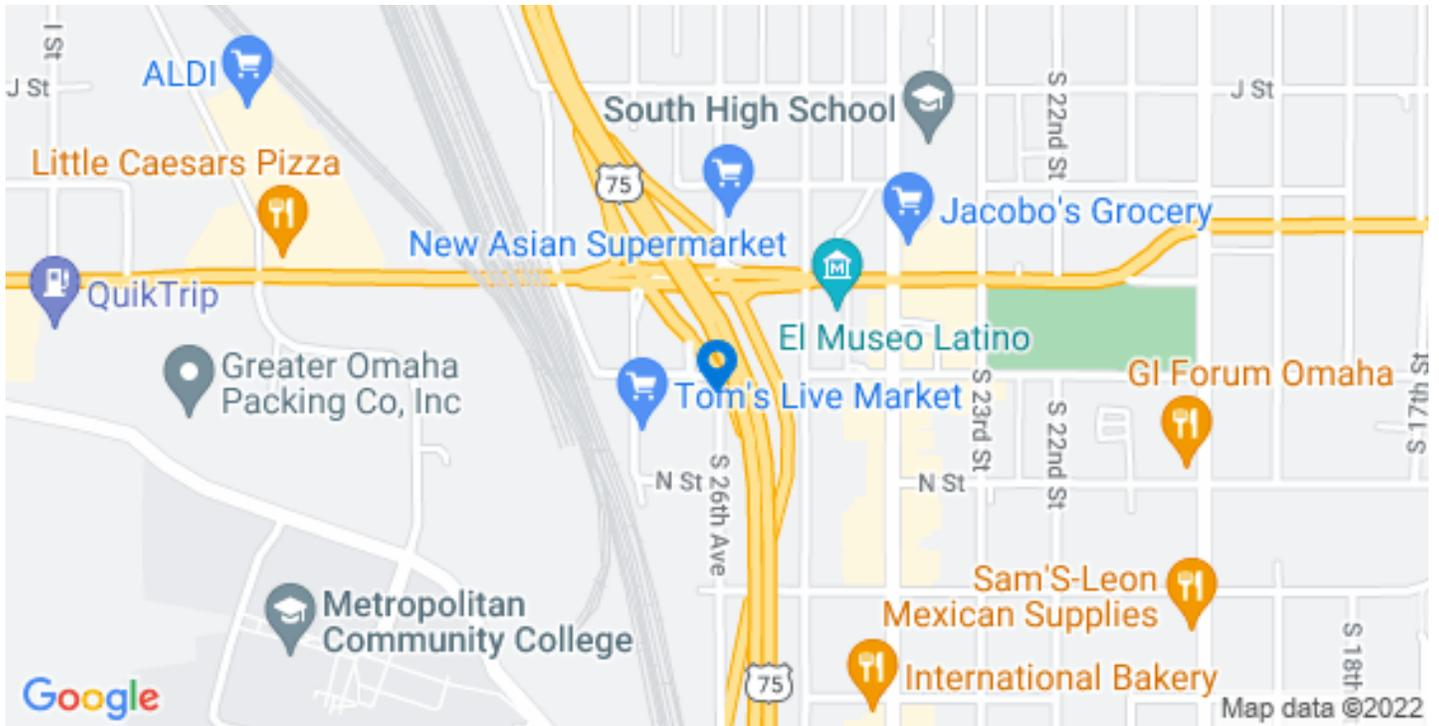 I St
J St
ALDI
Little Caesars Pizza
75
South High School
S 22nd St
J St
New Asian Supermarket
Jacobo's Grocery
QuikTrip
El Museo Latino
Greater Omaha
Packing Co, Inc
Tom's Live Market
GI Forum Omaha
S 17th St
S 23rd St
S 22nd St
N St
S 26th Ave
N St
Metropolitan
Community College
Sam'S-Leon
Mexican Supplies
S 18th
75
International Bakery
Google
Map data ©2022